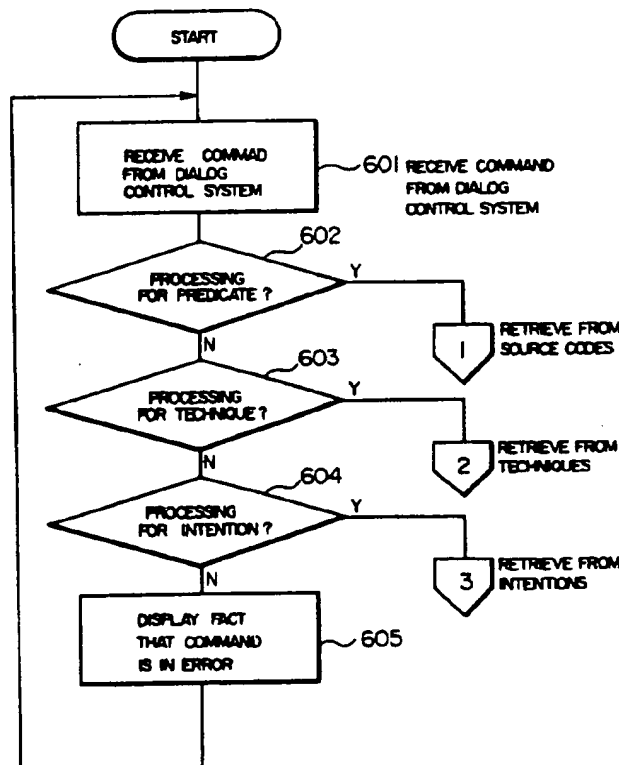 START
RECEIVE COMMAD
FROM DIALOG
CONTROL SYSTEM
601
RECEIVE COMMAND
FROM DIALOG
CONTROL SYSTEM
602
PROCESSING
FOR PREDICATE ?
Y
N
1
RETRIEVE FROM
SOURCE CODES
603
PROCESSING
FOR TECHNIQUE ?
Y
N
2
RETRIEVE FROM
TECHNIQUES
604
PROCESSING
FOR INTENTION ?
Y
N
3
RETRIEVE FROM
INTENTIONS
DISPLAY FACT
THAT COMMAND
IS IN ERROR
605